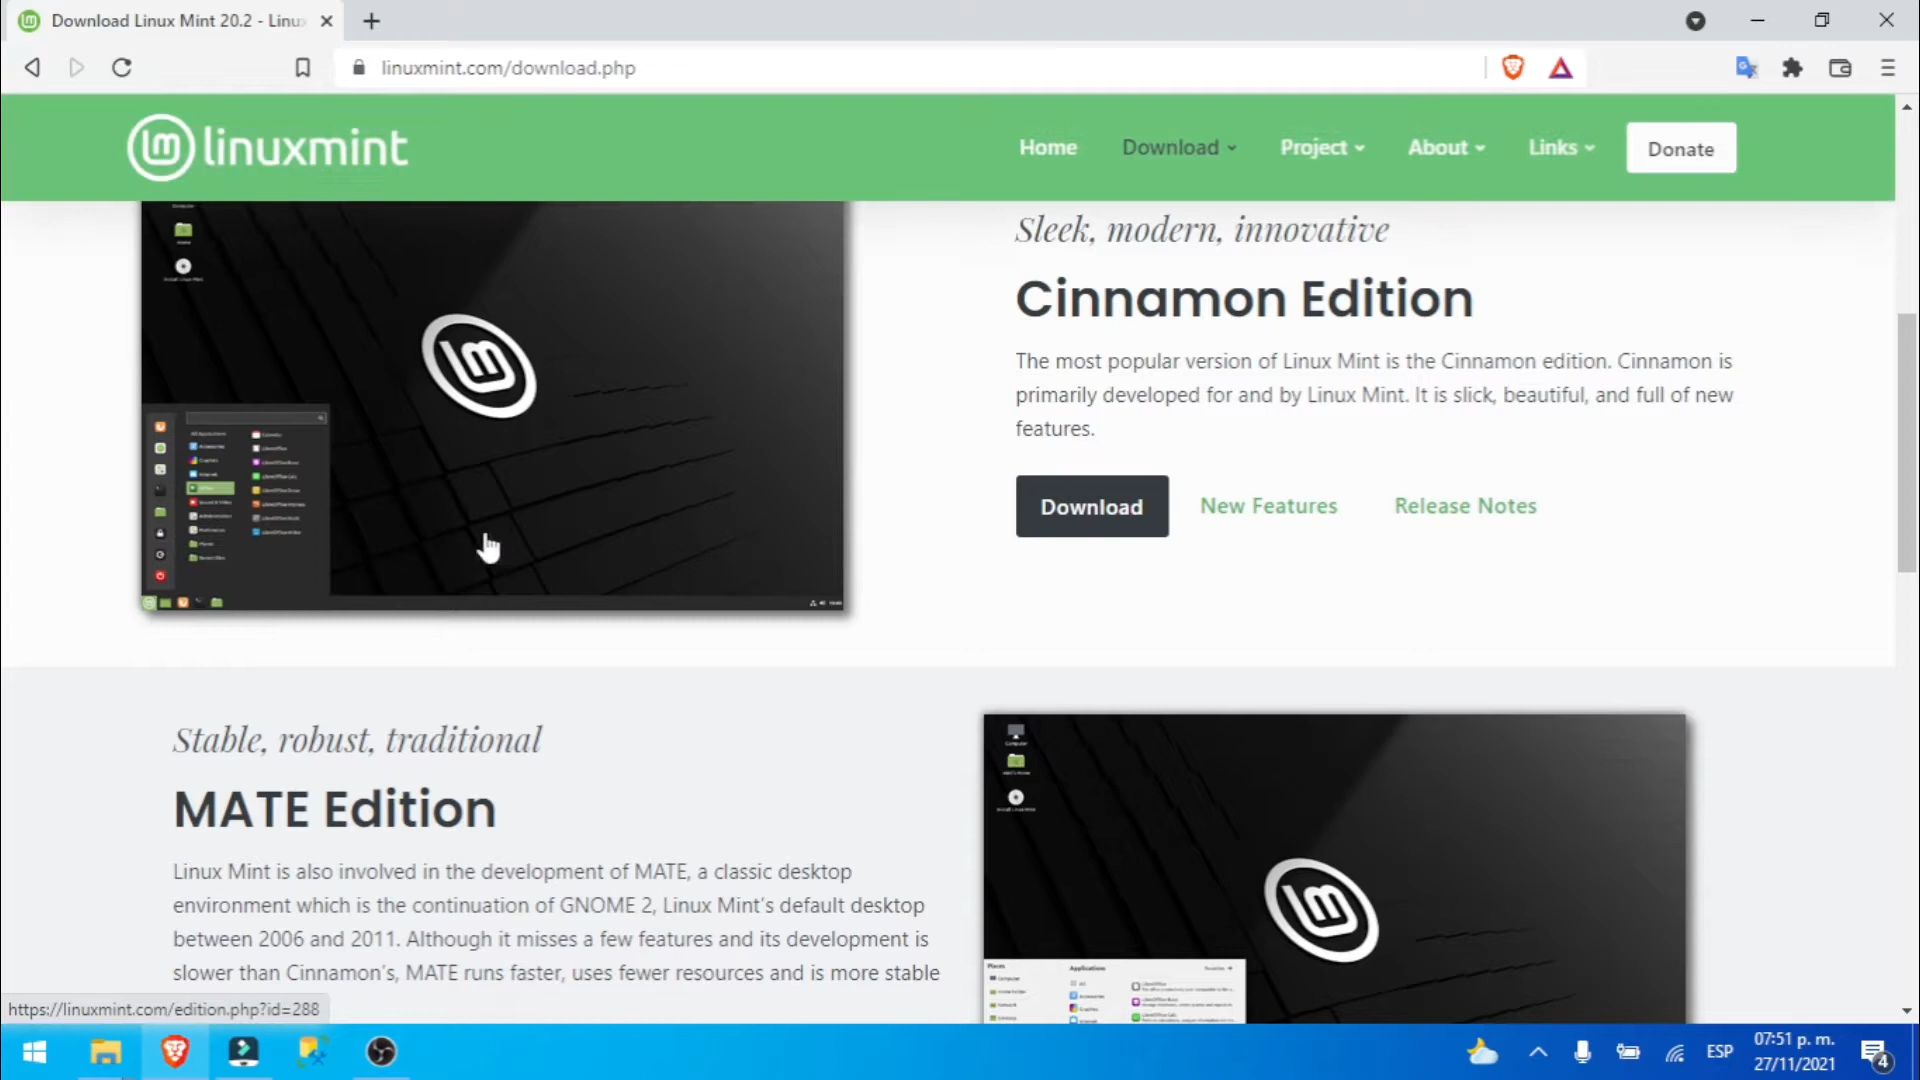 Download Linux Mint 20.2 - Linu
linuxmint.com/download.php
linuxmint
Home
Download
Project
About
Links
Donate
Sleek, modern, innovative
Cinnamon Edition
The most popular version of Linux Mint is the Cinnamon edition. Cinnamon is
primarily developed for and by Linux Mint. It is slick, beautiful, and full of new
features.
Download
New Features
Release Notes
Stable, robust, traditional
MATE Edition
Linux Mint is also involved in the development of MATE, a classic desktop
environment which is the continuation of GNOME 2, Linux Mint's default desktop
between 2006 and 2011. Although it misses a few features and its development is
slower than Cinnamon's, MATE runs faster, uses fewer resources and is more stable
Computer
Places
Applications
https://linuxmint.com/edition.php?id=288
ESP
07:51 p. m.
27/11/2021
4